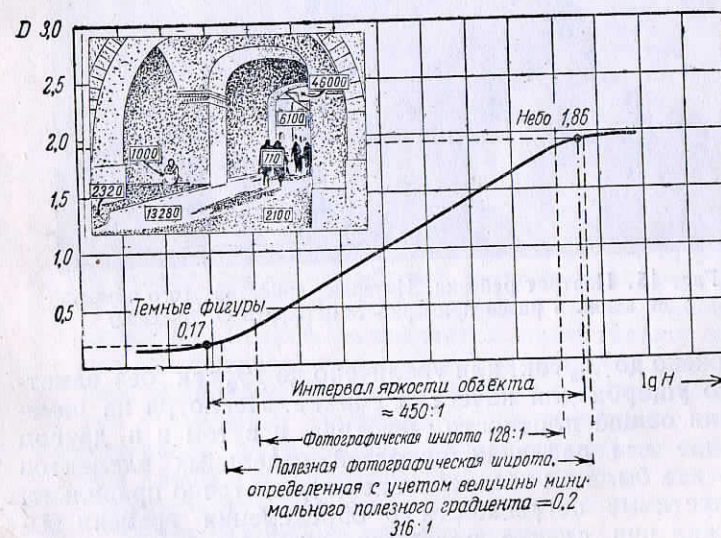 D 3,0
2,5
2,0
1,5
1,0
0,5
46000
6100
1000
710
2320
13280
2100
Небо 1,86
Темные фигуры
0,17
Интервал яркости объекта
≈ 450:1
lg H
Фотографическая широта 128:1
Полезная фотографическая широта,
определенная с учетом величины мини-
мального полезного градиента = 0,2
316:1